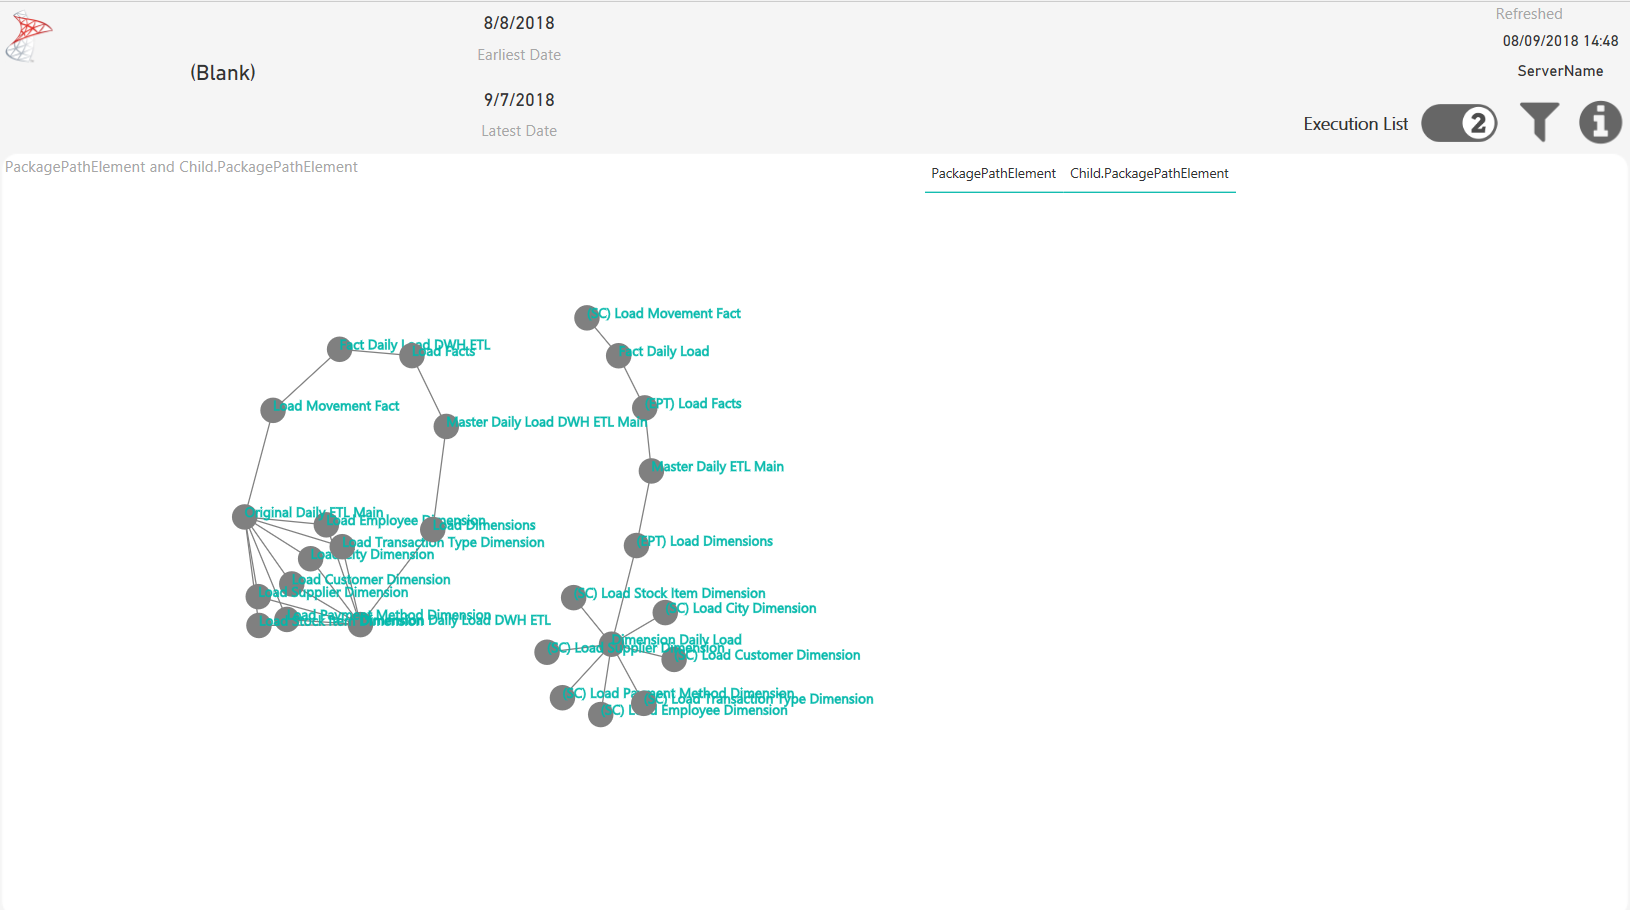 8/8/2018
Earliest Date
(Blank)
9/7/2018
Latest Date
Refreshed
08/09/2018 14:48
ServerName
Execution List
2
PackagePathElement and Child.PackagePathElement
PackagePathElement Child.PackagePathElement
Fact Daily Load DWH ETL
Load Facts
Load Movement Fact
Master Daily Load DWH ETL Main
Original Daily ETL Main
Load Employee Dimension
Load Dimensions
Load Transaction Type Dimension
Load City Dimension
Load Customer Dimension
Load Supplier Dimension
Load Payment Method Dimension
Load Stock Item Dimension
Dimension Daily Load DWH ETL
(SC) Load Movement Fact
Fact Daily Load
(EPT) Load Facts
Master Daily ETL Main
(EPT) Load Dimensions
(SC) Load Stock Item Dimension
(SC) Load City Dimension
Dimension Daily Load
(SC) Load Supplier Dimension
(SC) Load Customer Dimension
(SC) Load Payment Method Dimension
(SC) Load Transaction Type Dimension
(SC) Load Employee Dimension